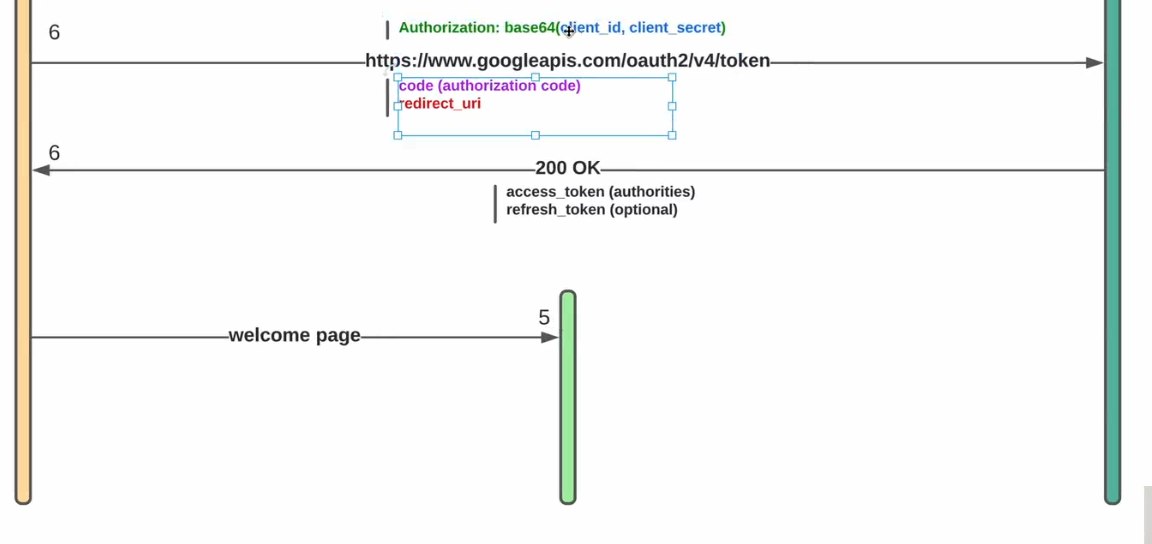 6
Authorization: base64(client_id, client_secret)
https://www.googleapis.com/oauth2/v4/token
code (authorization code)
redirect_uri
6
200 OK
access_token (authorities)
refresh_token (optional)
5
welcome page